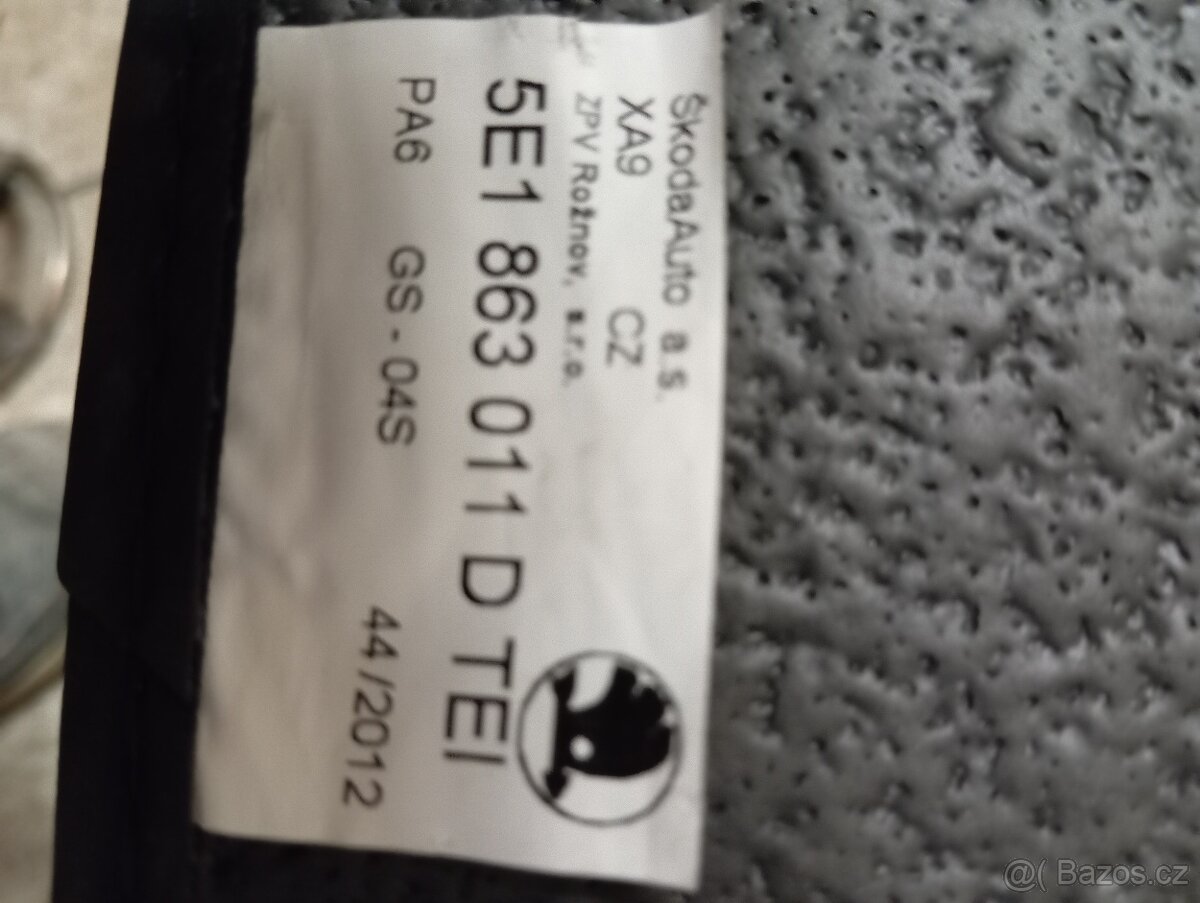 ŠkodaAuto a.s.
XA9 CZ
ZPV Rožnov, s.r.o.
5E1 863 011 D TEI
PA6 GS - 04S 44/2012
@( Bazos.cz